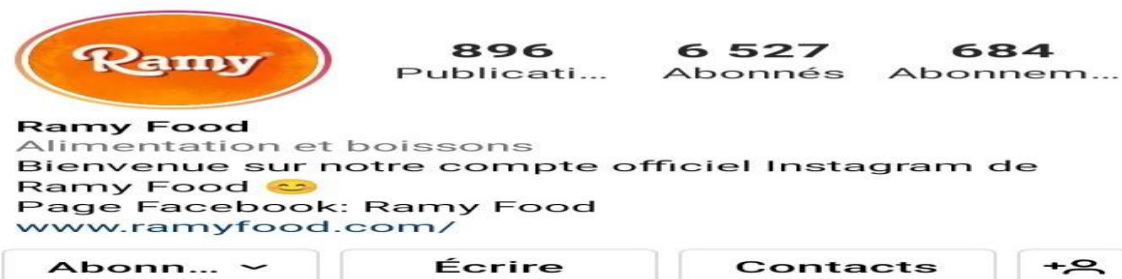 Ramy
896 6 527 684
Publicati... Abonnés Abonnem...
Ramy Food
Alimentation et boissons
Bienvenue sur notre compte officiel Instagram de
Ramy Food 😊
Page Facebook: Ramy Food
www.ramyfood.com/
Abonn... Écrire Contacts